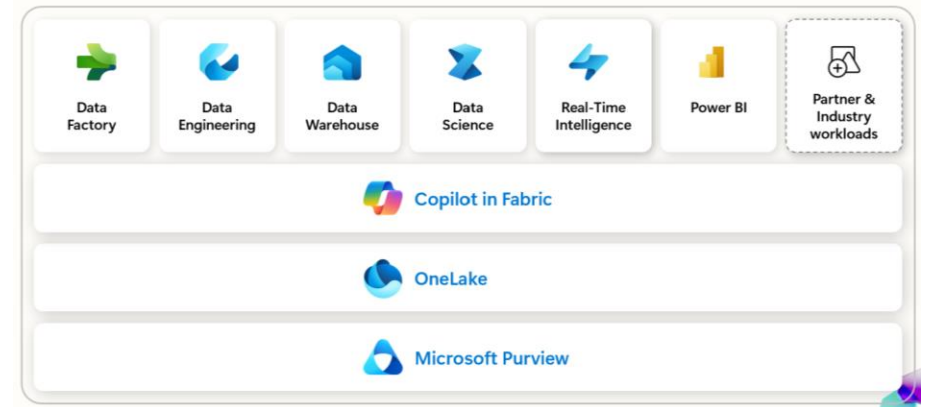 Data
Factory
Data
Engineering
Data
Warehouse
Data
Science
Real-Time
Intelligence
Power BI
Partner &
Industry
workloads
Copilot in Fabric
OneLake
Microsoft Purview